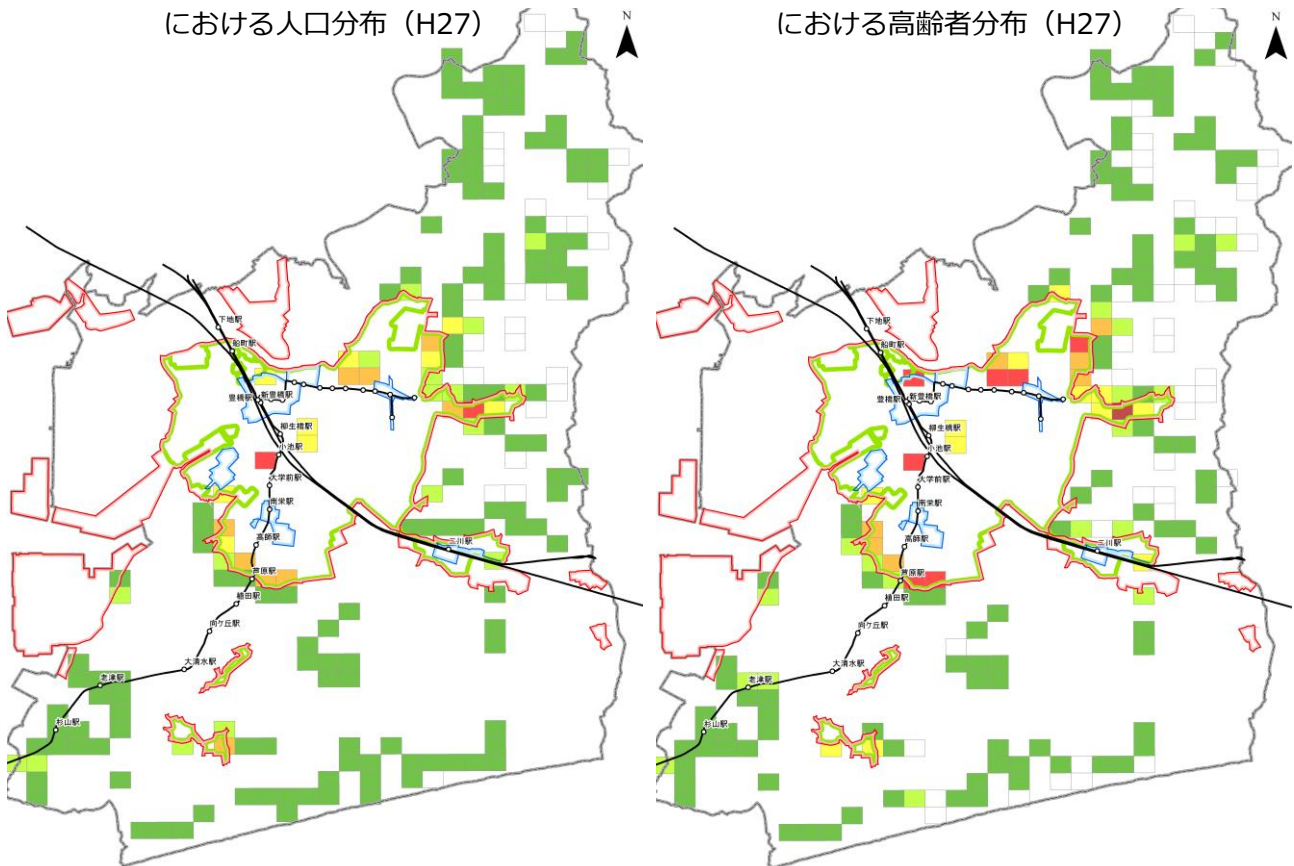 における人口分布（H27）
N
下地駅
船町駅
豊橋駅
新豊橋駅
柳生橋駅
小池駅
大学前駅
南栄駅
高師駅
二川駅
芦原駅
植田駅
向ケ丘駅
大清水駅
老津駅
杉山駅
における高齢者分布（H27）
N
下地駅
船町駅
豊橋駅
新豊橋駅
柳生橋駅
小池駅
大学前駅
南栄駅
高師駅
二川駅
芦原駅
植田駅
向ケ丘駅
大清水駅
老津駅
杉山駅